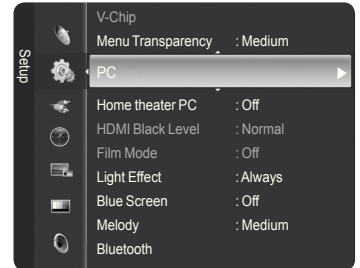 Setup
V-Chip
Menu Transparency : Medium
PC
Home theater PC : Off
HDMI Black Level : Normal
Film Mode : Off
Light Effect : Always
Blue Screen : Off
Melody : Medium
Bluetooth